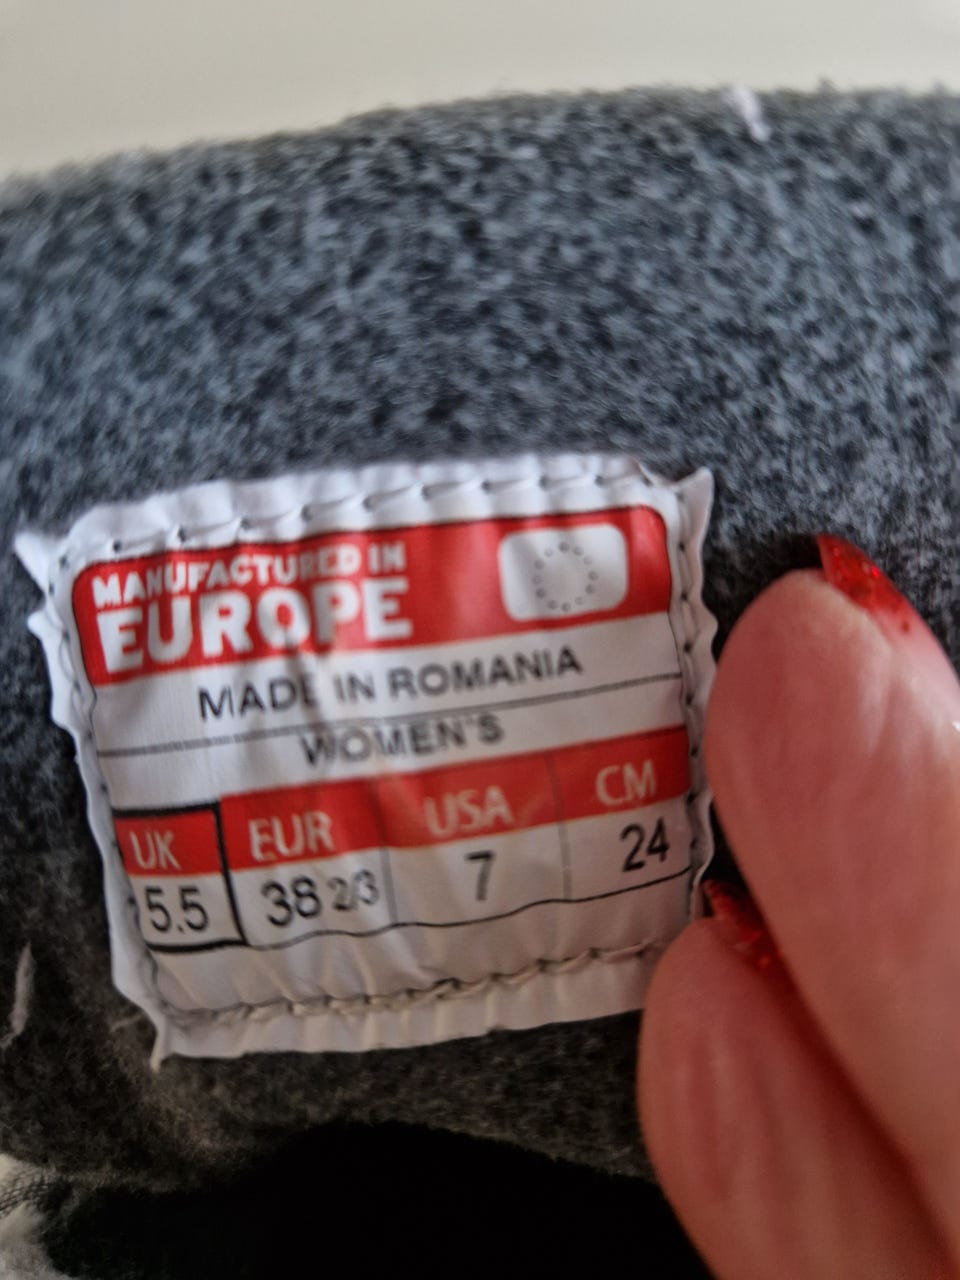 MANUFACTURED IN
EUROPE
MADE IN ROMANIA
WOMEN'S
UK EUR USA CM
5.5 38 2/3 7 24